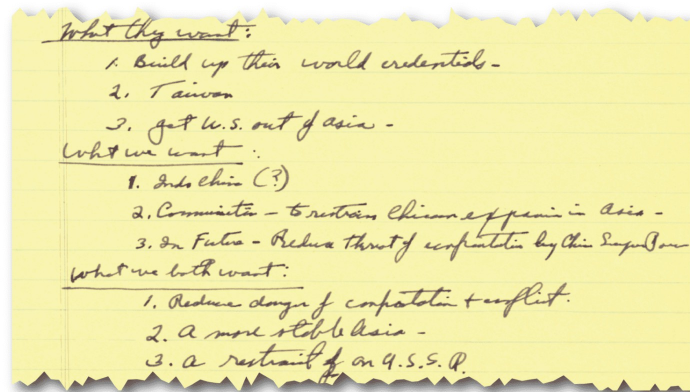 What they want:
1. Build up their world credentials -
2. Taiwan
3. Get U.S. out of Asia -
What we want:
1. Indo China (?)
2. Communists - to restrain Chicom expansion in Asia -
3. In Future - Reduce threat of confrontation by China Super Power
What we both want:
1. Reduce danger of confrontation + conflict.
2. A more stable Asia -
3. A restraint of on U.S.S.R.